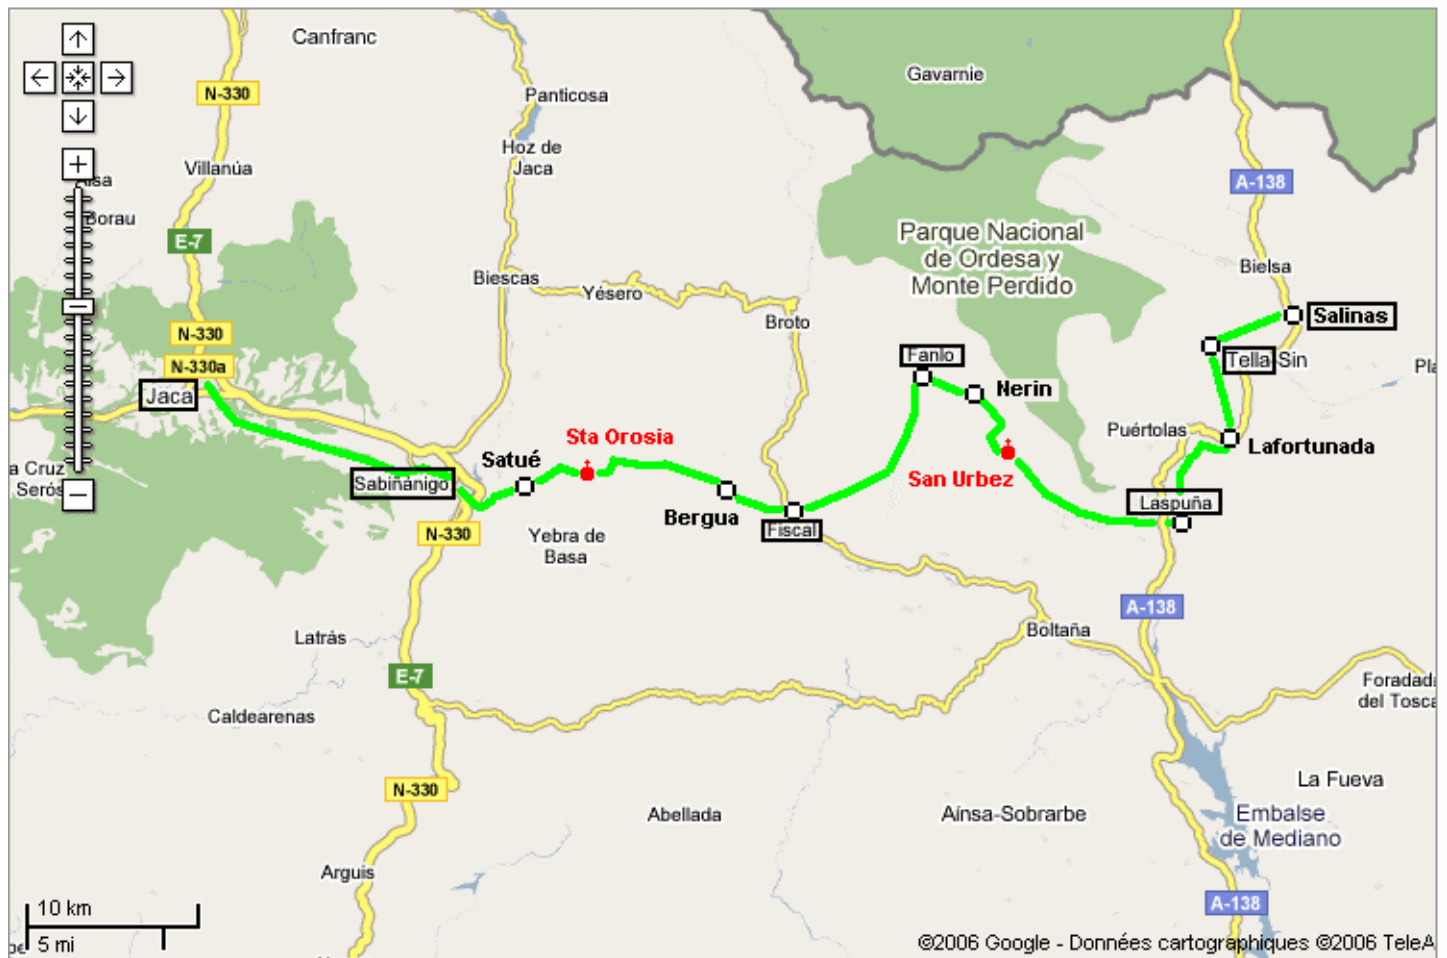 Canfranc
Gavarnie
N-330
Panticosa
Hoz de
Jaca
Villanúa
A-138
Borau
Parque Nacional
de Ordesa y
Monte Perdido
E-7
Bielsa
Biescas
Yésero
Salinas
Broto
N-330
Fanlo
Tella-Sin
N-330a
Jaca
Nerin
Puértolas
Sta Orosia
Lafortunada
Satué
a Cruz
Serós
Sabiñánigo
San Urbez
Laspuña
Bergua
Fiscal
N-330
Yebra de
Basa
A-138
Latrás
Boltaña
E-7
Foradada
del Tosca
Caldearenas
La Fueva
N-330
Abellada
Aínsa-Sobrarbe
Embalse
de Mediano
Arguis
A-138
10 km
5 mi
©2006 Google - Données cartographiques ©2006 TeleA